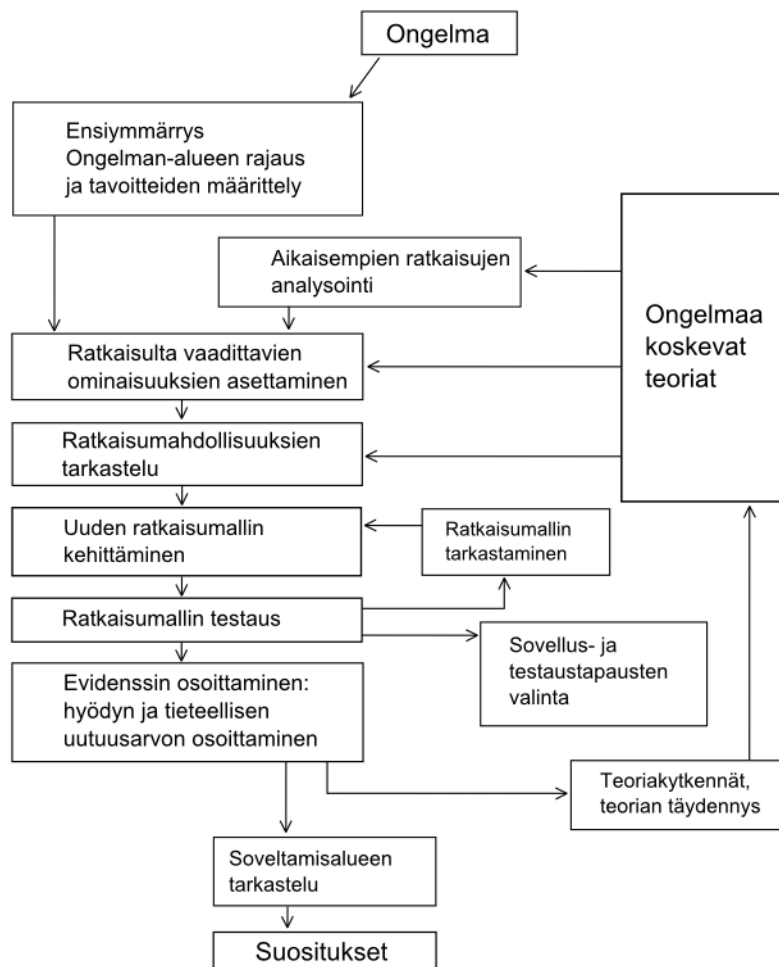 Ongelma
Ensiymmärrys
Ongelman-alueen rajaus
ja tavoitteiden määrittely
Aikaisempien ratkaisujen
analysointi
Ongelmaa
koskevat
teoriat
Ratkaisulta vaadittavien
ominaisuuksien asettaminen
Ratkaisumahdollisuuksien
tarkastelu
Uuden ratkaisumallin
kehittäminen
Ratkaisumallin
tarkastaminen
Ratkaisumallin testaus
Sovellus- ja
testaustapausten
valinta
Evidenssin osoittaminen:
hyödyn ja tieteellisen
uutuusarvon osoittaminen
Teoriakytkennät,
teorian täydennys
Soveltamisalueen
tarkastelu
Suositukset